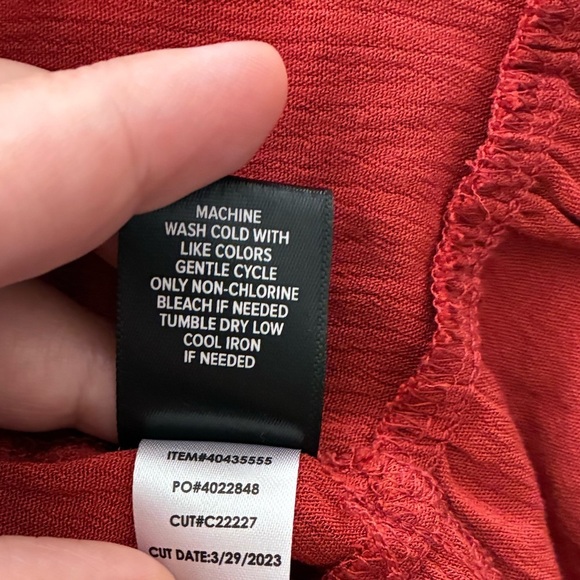 MACHINE
WASH COLD WITH
LIKE COLORS
GENTLE CYCLE
ONLY NON-CHLORINE
BLEACH IF NEEDED
TUMBLE DRY LOW
COOL IRON
IF NEEDED
ITEM#40435555
PO#4022848
CUT#C22227
CUT DATE:3/29/2023